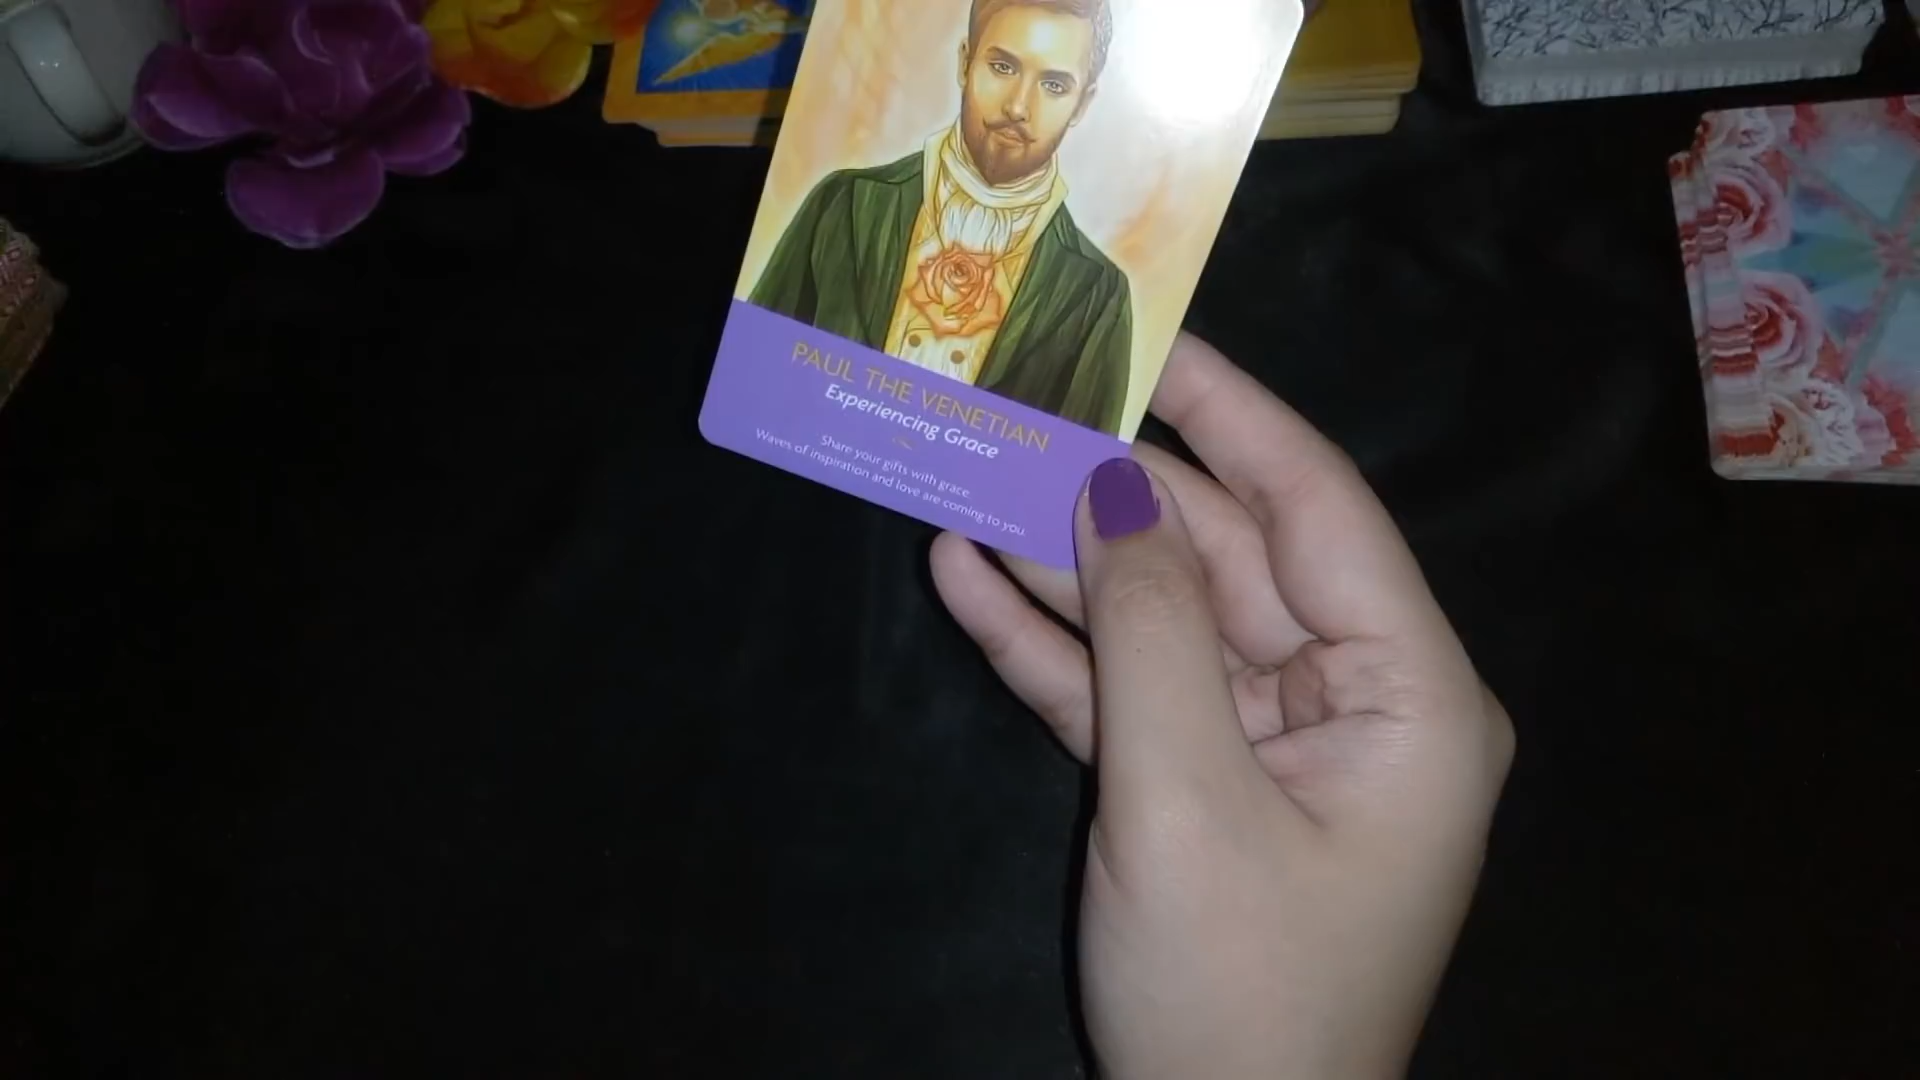 PAUL THE VENETIAN
Experiencing Grace
Share your gifts with grace.
Waves of inspiration and love are coming to you.